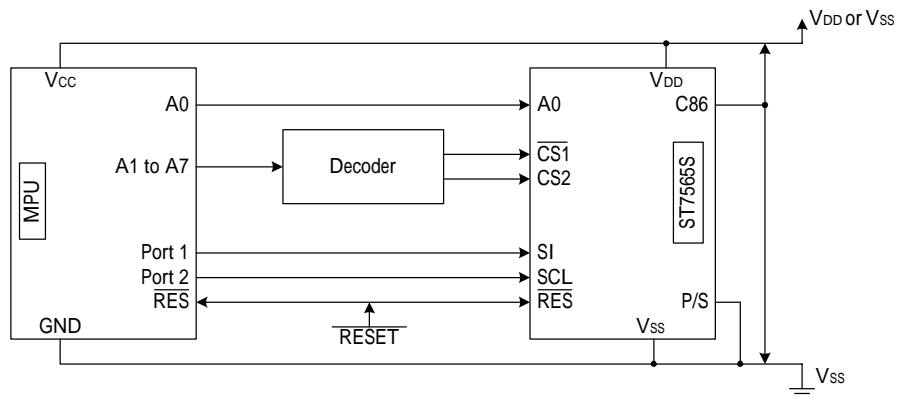 VDD or VSS
VCC
A0
A1 to A7
MPU
Port 1
Port 2
RES
GND
Decoder
RESET
VDD
A0
C86
CS1
CS2
ST7565S
SI
SCL
RES
P/S
VSS
VSS